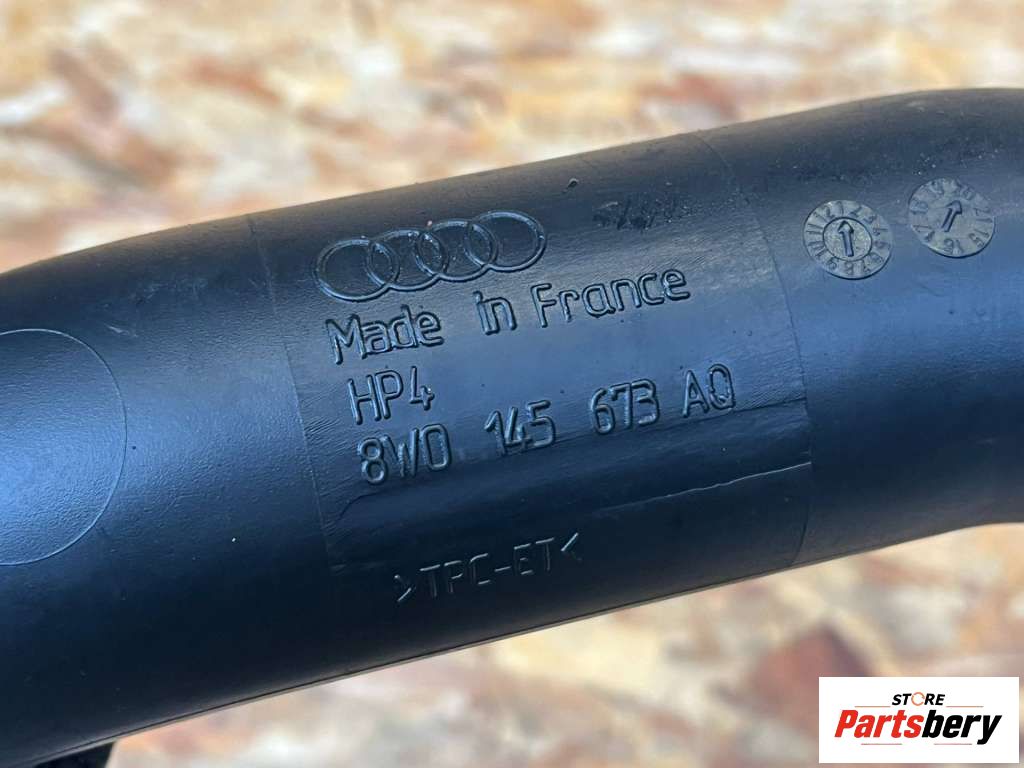 Made in France
HP4
8W0 145 673 AQ
>TPC-ET<
STORE
Partsbery